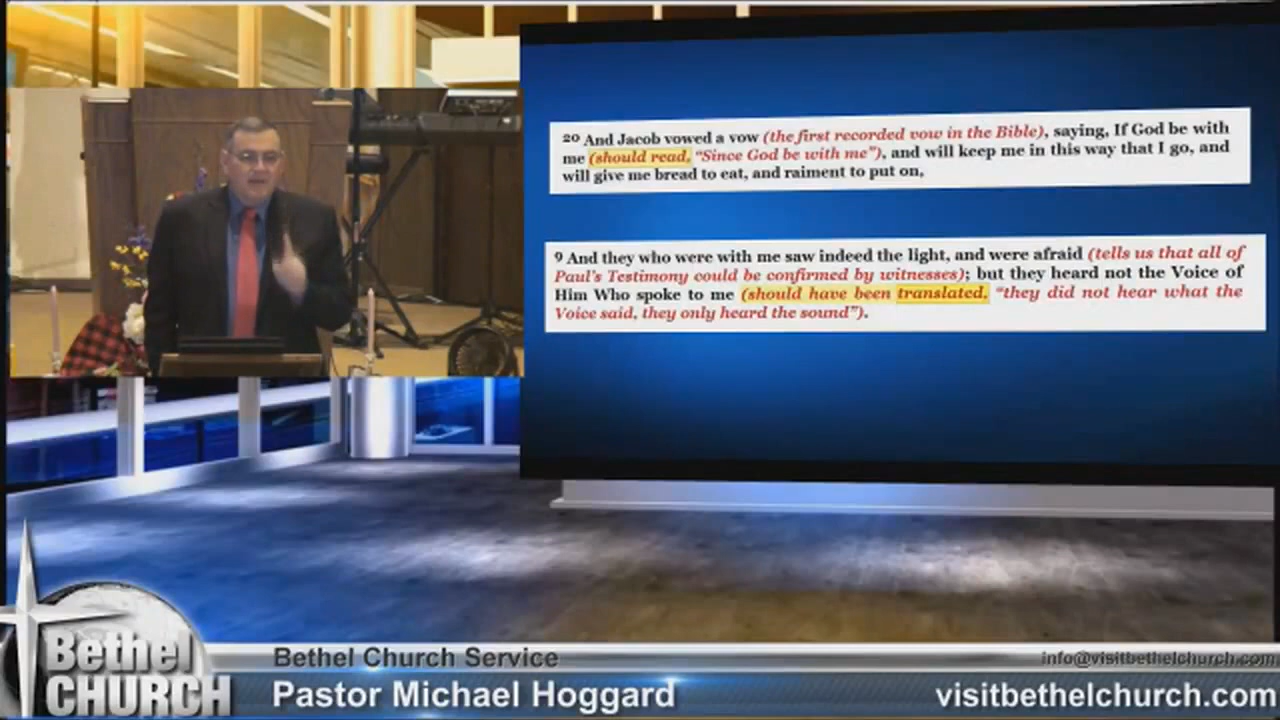 20 And Jacob vowed a vow (the first recorded vow in the Bible), saying, If God be with
me (should read, “Since God be with me”), and will keep me in this way that I go, and
will give me bread to eat, and raiment to put on,
9 And they who were with me saw indeed the light, and were afraid (tells us that all of
Paul’s Testimony could be confirmed by witnesses); but they heard not the Voice of
Him Who spoke to me (should have been translated, “they did not hear what the
Voice said, they only heard the sound”).
Bethel
CHURCH
Bethel Church Service
info@visitbethelchurch.com
Pastor Michael Hoggard
visitbethelchurch.com